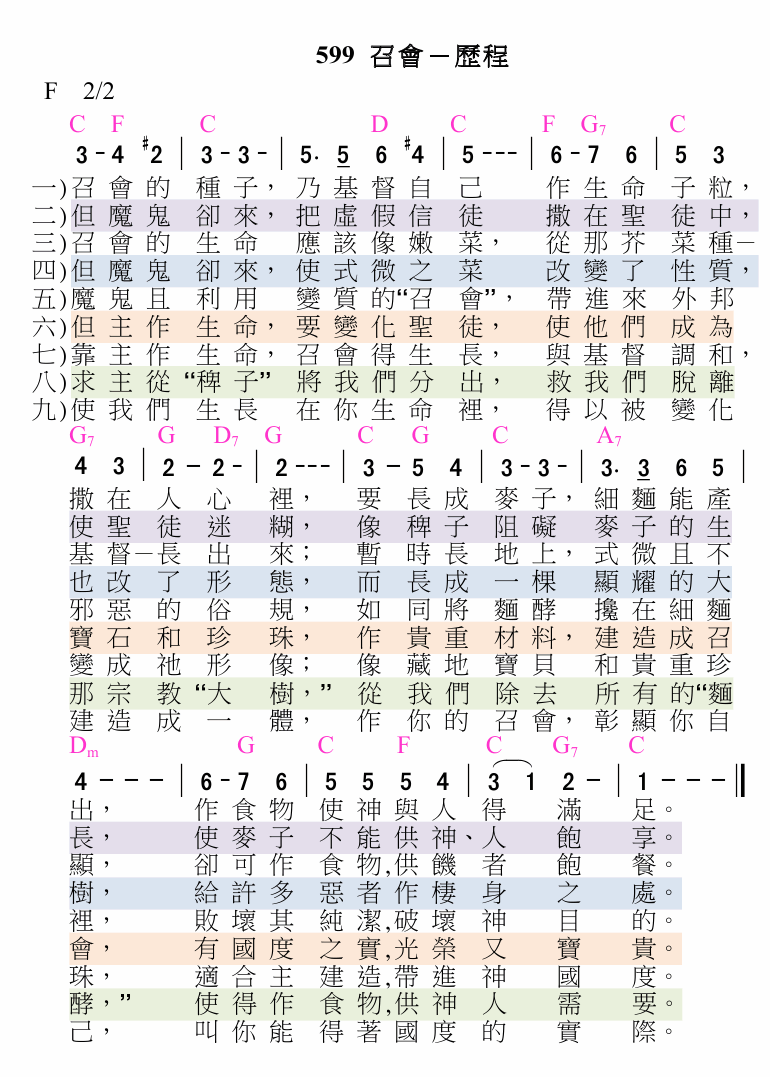 599 召會－歷程
F 2/2
C F C D C F G7 C
3 - 4 #2 | 3 - 3 - | 5. 5 6 #4 | 5 - - - | 6 - 7 6 | 5 3
一)召會的種子，乃基督自己作生命子粒，
二)但魔鬼卻來，把虛假信徒撒在聖徒中，
三)召會的生命應該像嫩菜，從那芥菜種－
四)但魔鬼卻來，使式微之菜改變了性質，
五)魔鬼且利用變質的“召會”，帶進來外邦
六)但主作生命，要變化聖徒，使他們成為
七)靠主作生命，召會得生長，與基督調和，
八)求主從“稗子”將我們分出，救我們脫離
九)使我們生長在你生命裡，得以被變化
G7 G D7 G C G C A7
4 3 | 2 - 2 - | 2 - - - | 3 - 5 4 | 3 - 3 - | 3. 3 6 5 |
撒在人心裡，要長成麥子，細麵能產
使聖徒迷糊，像稗子阻礙麥子的生
基督－長出來；暫時長地上，式微且不
也改了形態，而長成一棵顯耀的大
邪惡的俗規，如同將麵酵攙在細麵
寶石和珍珠，作貴重材料，建造成召
變成祂形像；像藏地寶貝和貴重珍
那宗教“大樹，”從我們除去所有的“麵
建造成一體，作你的召會，彰顯你自
Dm G C F C G7 C
4 - - - | 6 - 7 6 | 5 5 5 4 | 3 1 2 - | 1 - - - ||
出，作食物使神與人得滿足。
長，使麥子不能供神、人飽享。
顯，卻可作食物,供饑者飽餐。
樹，給許多惡者作棲身之處。
裡，敗壞其純潔,破壞神目的。
會，有國度之實,光榮又寶貴。
珠，適合主建造,帶進神國度。
酵，”使得作食物,供神人需要。
己，叫你能得著國度的實際。